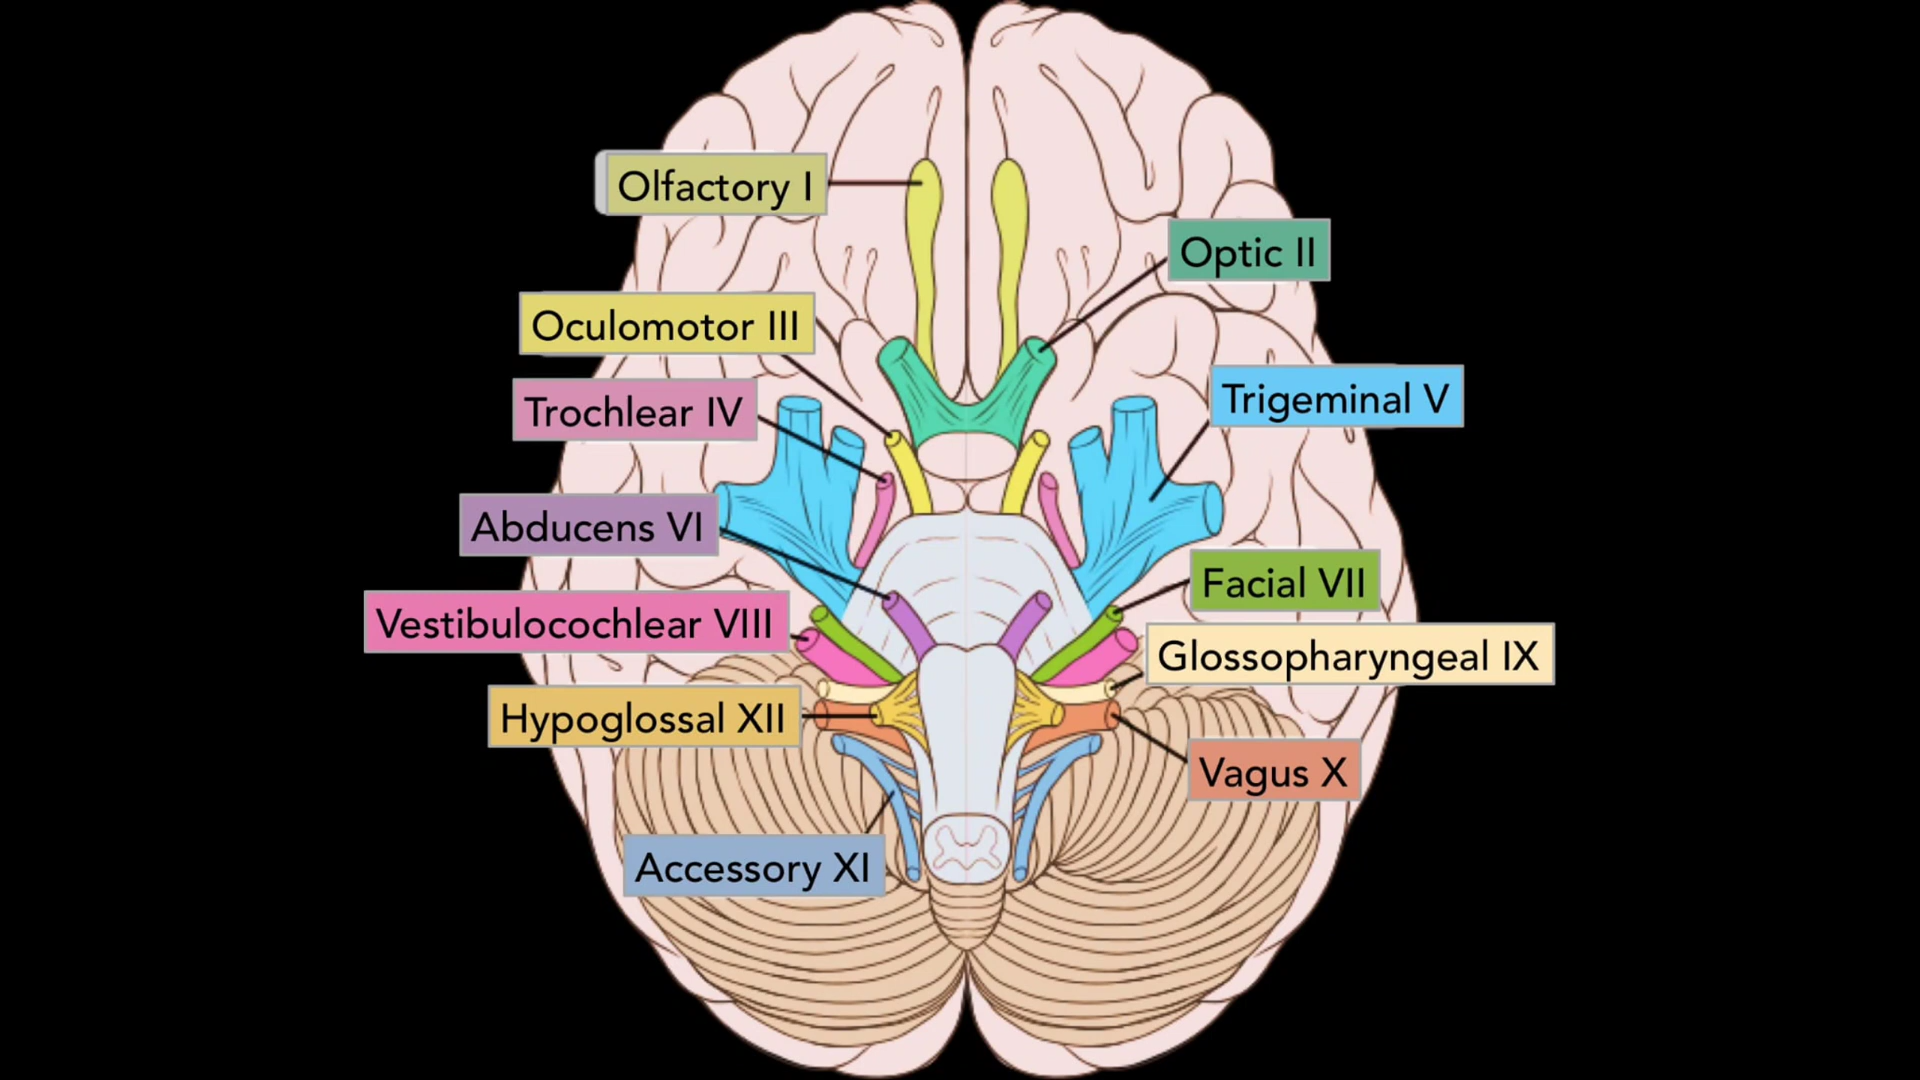 Olfactory I
Optic II
Oculomotor III
Trochlear IV
Trigeminal V
Abducens VI
Facial VII
Vestibulocochlear VIII
Glossopharyngeal IX
Hypoglossal XII
Vagus X
Accessory XI